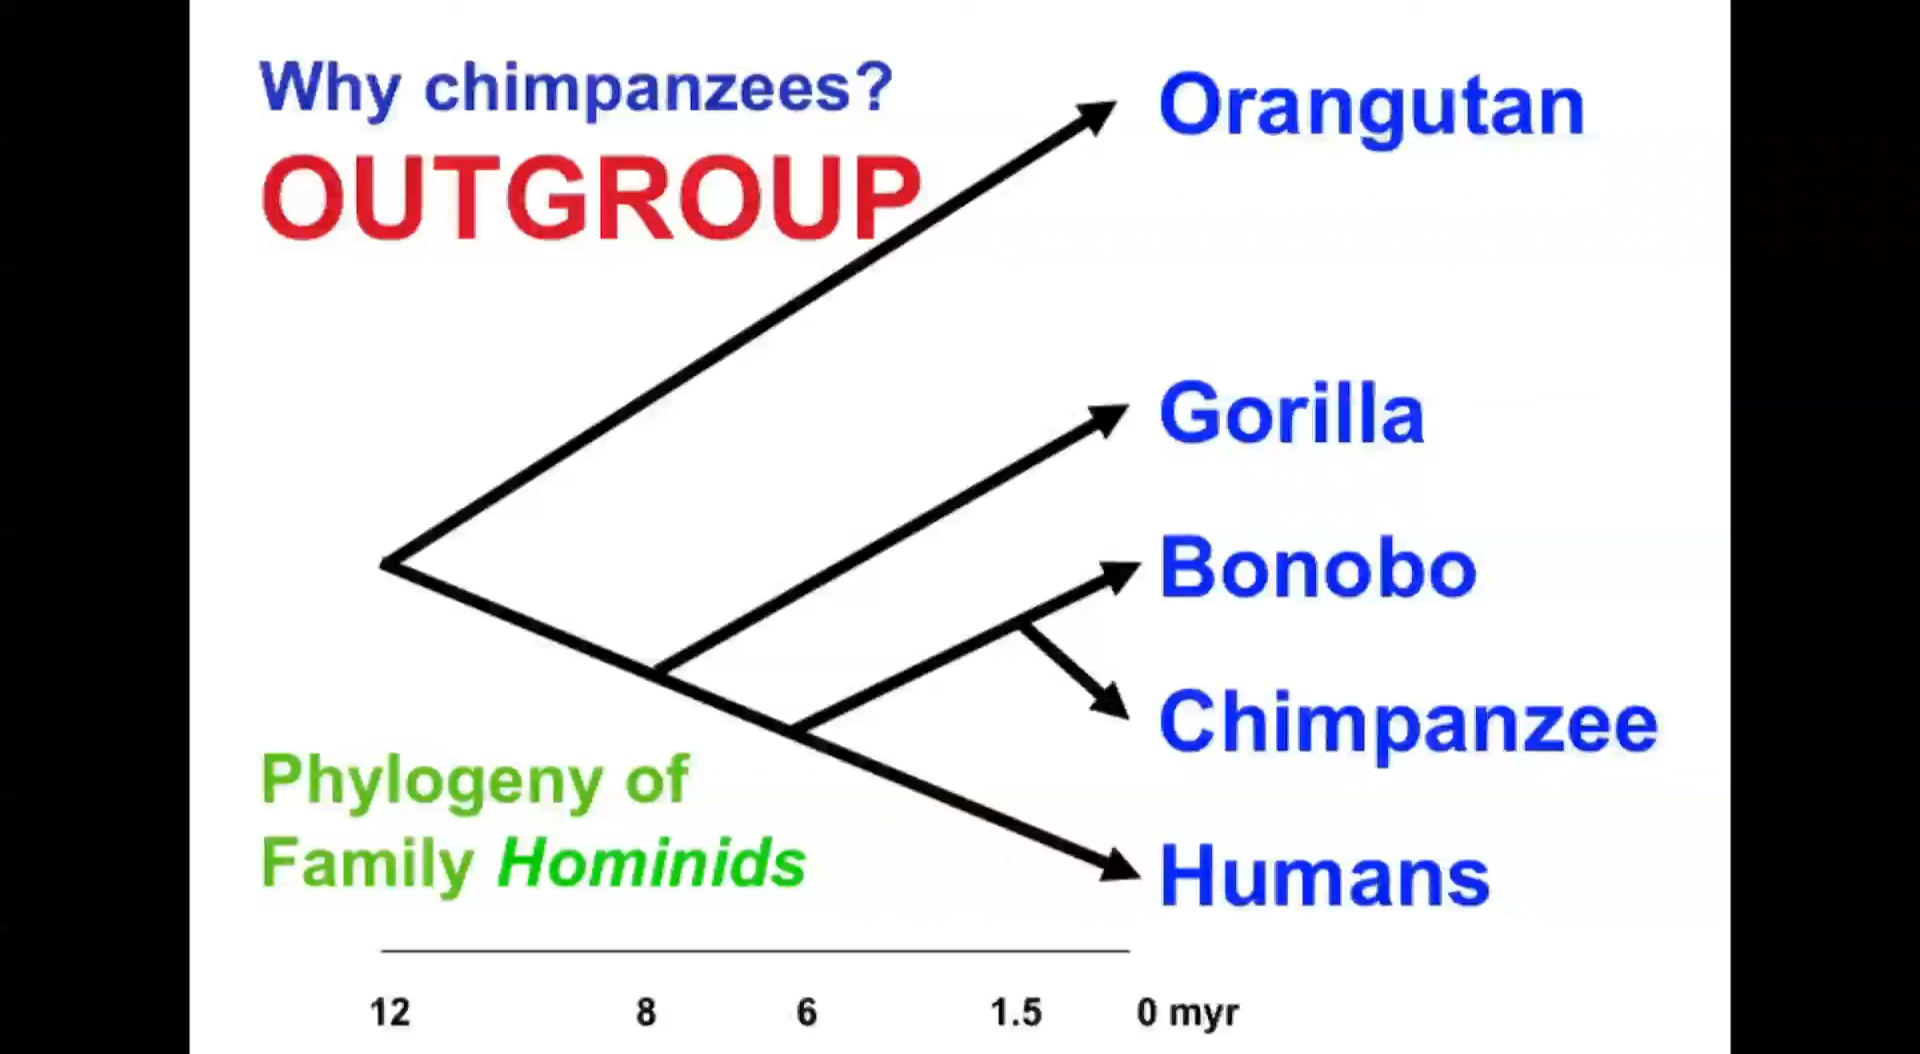 Why chimpanzees?
OUTGROUP
Orangutan
Gorilla
Bonobo
Chimpanzee
Humans
Phylogeny of
Family Hominids
12 8 6 1.5 0 myr